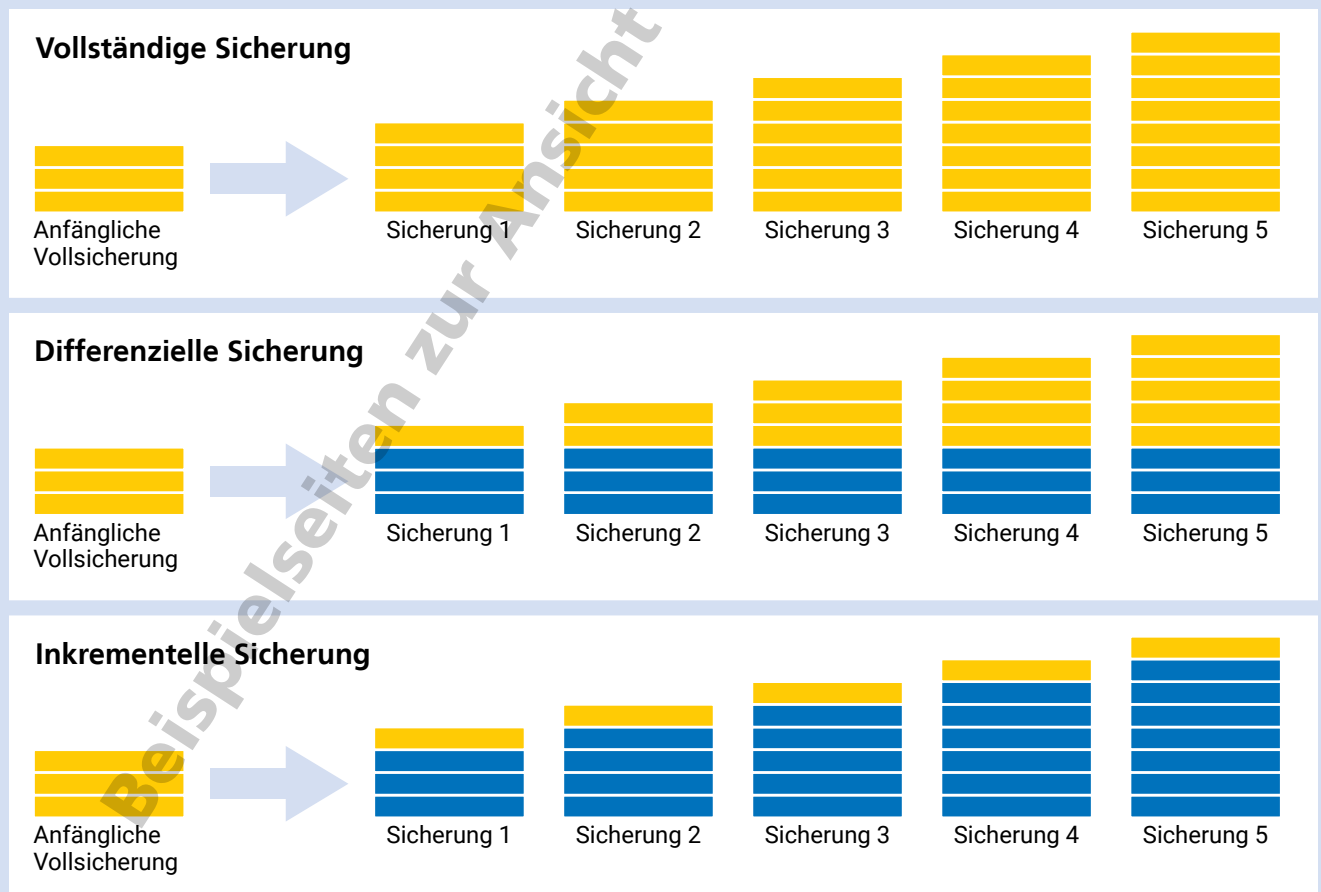 Vollständige Sicherung
Anfängliche
Vollsicherung
Sicherung 1
Sicherung 2
Sicherung 3
Sicherung 4
Sicherung 5
Differenzielle Sicherung
Anfängliche
Vollsicherung
Sicherung 1
Sicherung 2
Sicherung 3
Sicherung 4
Sicherung 5
Inkrementelle Sicherung
Anfängliche
Vollsicherung
Sicherung 1
Sicherung 2
Sicherung 3
Sicherung 4
Sicherung 5
Beispielseiten zur Ansicht